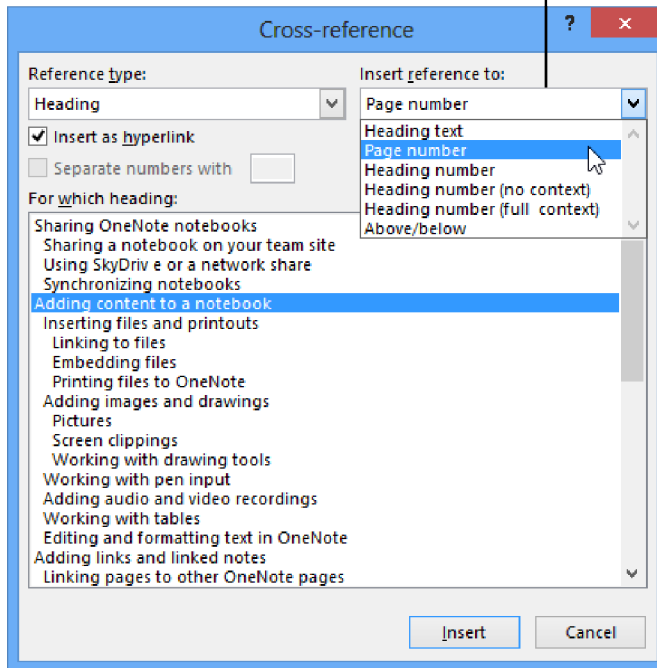 Cross-reference
?
Reference type:
Insert reference to:
Heading
Page number
Insert as hyperlink
Separate numbers with
Heading text
Page number
Heading number
Heading number (no context)
Heading number (full context)
Above/below
For which heading:
Sharing OneNote notebooks
Sharing a notebook on your team site
Using SkyDriv e or a network share
Synchronizing notebooks
Adding content to a notebook
Inserting files and printouts
Linking to files
Embedding files
Printing files to OneNote
Adding images and drawings
Pictures
Screen clippings
Working with drawing tools
Working with pen input
Adding audio and video recordings
Working with tables
Editing and formatting text in OneNote
Adding links and linked notes
Linking pages to other OneNote pages
Insert
Cancel